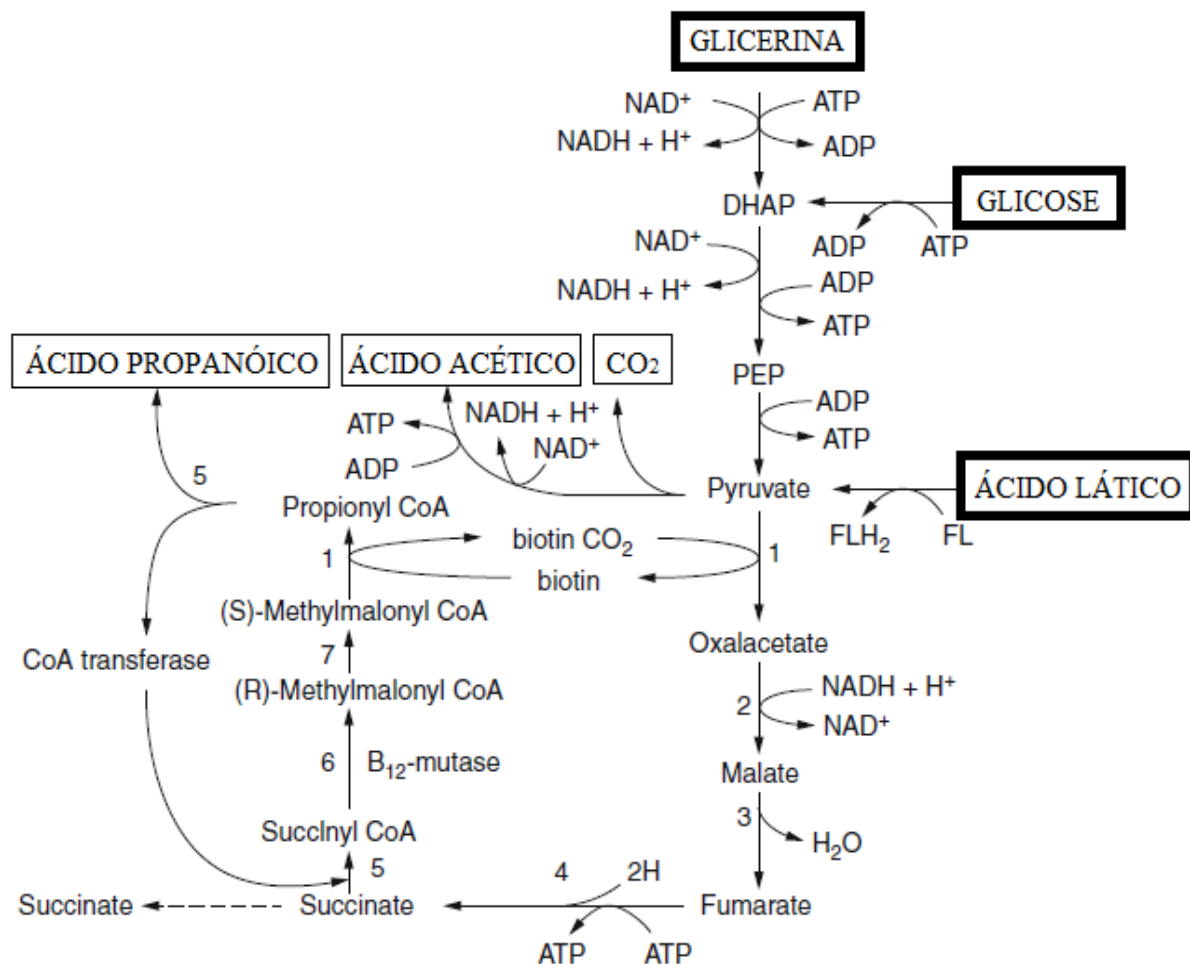 GLICERINA
NAD⁺ ATP
NADH + H⁺ ADP
DHAP GLICOSE
NAD⁺ ADP ATP
NADH + H⁺ ADP
ATP
ÁCIDO PROPANÓICO ÁCIDO ACÉTICO CO₂
PEP
NADH + H⁺ ADP
ATP NAD⁺ ATP
ADP
5 Pyruvate ÁCIDO LÁTICO
Propionyl CoA FLH₂ FL
1 biotin CO₂ 1
biotin
(S)-Methylmalonyl CoA
Oxalacetate
CoA transferase 7
(R)-Methylmalonyl CoA NADH + H⁺
2 NAD⁺
6 B₁₂-mutase Malate
3
Succlnyl CoA H₂O
5 4 2H
Succinate Succinate Fumarate
ATP ATP